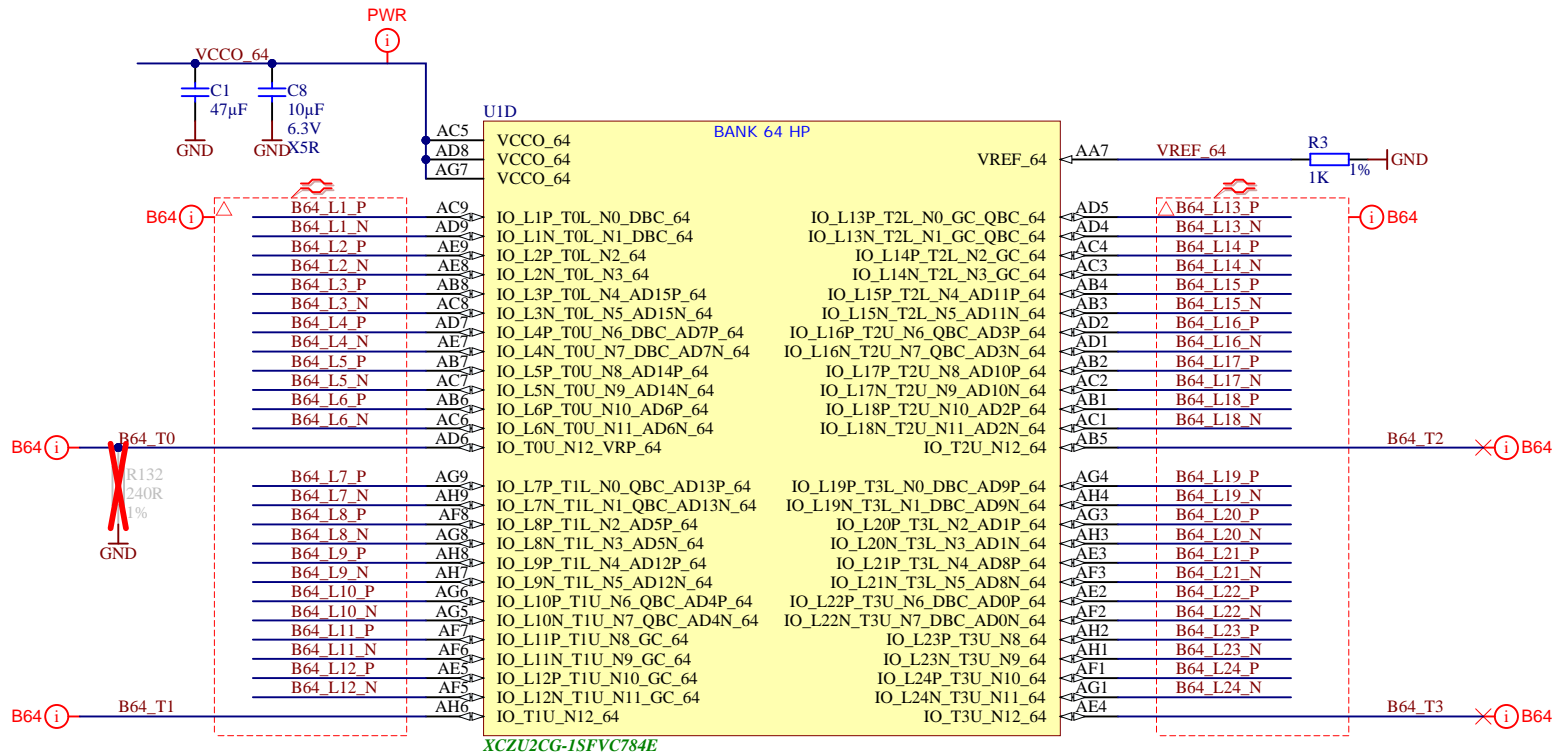 PWR
i
VCCO_64
C1
47µF
C8
10µF
6.3V
X5R
GND
GND
U1D
BANK 64 HP
AC5 VCCO_64
AD8 VCCO_64
AG7 VCCO_64
VREF_64 AA7 VREF_64
R3
1K
1%
GND
B64 i
i B64
B64_L1_P AC9 IO_L1P_T0L_N0_DBC_64 IO_L13P_T2L_N0_GC_QBC_64 AD5 B64_L13_P
B64_L1_N AD9 IO_L1N_T0L_N1_DBC_64 IO_L13N_T2L_N1_GC_QBC_64 AD4 B64_L13_N
B64_L2_P AE9 IO_L2P_T0L_N2_64 IO_L14P_T2L_N2_GC_64 AC4 B64_L14_P
B64_L2_N AE8 IO_L2N_T0L_N3_64 IO_L14N_T2L_N3_GC_64 AC3 B64_L14_N
B64_L3_P AB8 IO_L3P_T0L_N4_AD15P_64 IO_L15P_T2L_N4_AD11P_64 AB4 B64_L15_P
B64_L3_N AC8 IO_L3N_T0L_N5_AD15N_64 IO_L15N_T2L_N5_AD11N_64 AB3 B64_L15_N
B64_L4_P AD7 IO_L4P_T0U_N6_DBC_AD7P_64 IO_L16P_T2U_N6_QBC_AD3P_64 AD2 B64_L16_P
B64_L4_N AE7 IO_L4N_T0U_N7_DBC_AD7N_64 IO_L16N_T2U_N7_QBC_AD3N_64 AD1 B64_L16_N
B64_L5_P AB7 IO_L5P_T0U_N8_AD14P_64 IO_L17P_T2U_N8_AD10P_64 AB2 B64_L17_P
B64_L5_N AC7 IO_L5N_T0U_N9_AD14N_64 IO_L17N_T2U_N9_AD10N_64 AC2 B64_L17_N
B64_L6_P AB6 IO_L6P_T0U_N10_AD6P_64 IO_L18P_T2U_N10_AD2P_64 AB1 B64_L18_P
B64_L6_N AC6 IO_L6N_T0U_N11_AD6N_64 IO_L18N_T2U_N11_AD2N_64 AC1 B64_L18_N
B64 i B64_T0 AD6 IO_T0U_N12_VRP_64 IO_T2U_N12_64 AB5 B64_T2 i B64
R132
240R
1%
GND
B64_L7_P AG9 IO_L7P_T1L_N0_QBC_AD13P_64 IO_L19P_T3L_N0_DBC_AD9P_64 AG4 B64_L19_P
B64_L7_N AH9 IO_L7N_T1L_N1_QBC_AD13N_64 IO_L19N_T3L_N1_DBC_AD9N_64 AH4 B64_L19_N
B64_L8_P AF8 IO_L8P_T1L_N2_AD5P_64 IO_L20P_T3L_N2_AD1P_64 AG3 B64_L20_P
B64_L8_N AG8 IO_L8N_T1L_N3_AD5N_64 IO_L20N_T3L_N3_AD1N_64 AH3 B64_L20_N
B64_L9_P AH8 IO_L9P_T1L_N4_AD12P_64 IO_L21P_T3L_N4_AD8P_64 AE3 B64_L21_P
B64_L9_N AH7 IO_L9N_T1L_N5_AD12N_64 IO_L21N_T3L_N5_AD8N_64 AF3 B64_L21_N
B64_L10_P AG6 IO_L10P_T1U_N6_QBC_AD4P_64 IO_L22P_T3U_N6_DBC_AD0P_64 AE2 B64_L22_P
B64_L10_N AG5 IO_L10N_T1U_N7_QBC_AD4N_64 IO_L22N_T3U_N7_DBC_AD0N_64 AF2 B64_L22_N
B64_L11_P AF7 IO_L11P_T1U_N8_GC_64 IO_L23P_T3U_N8_64 AH2 B64_L23_P
B64_L11_N AF6 IO_L11N_T1U_N9_GC_64 IO_L23N_T3U_N9_64 AH1 B64_L23_N
B64_L12_P AE5 IO_L12P_T1U_N10_GC_64 IO_L24P_T3U_N10_64 AF1 B64_L24_P
B64_L12_N AF5 IO_L12N_T1U_N11_GC_64 IO_L24N_T3U_N11_64 AG1 B64_L24_N
B64 i B64_T1 AH6 IO_T1U_N12_64 IO_T3U_N12_64 AE4 B64_T3 i B64
XCZU2CG-1SFVC784E